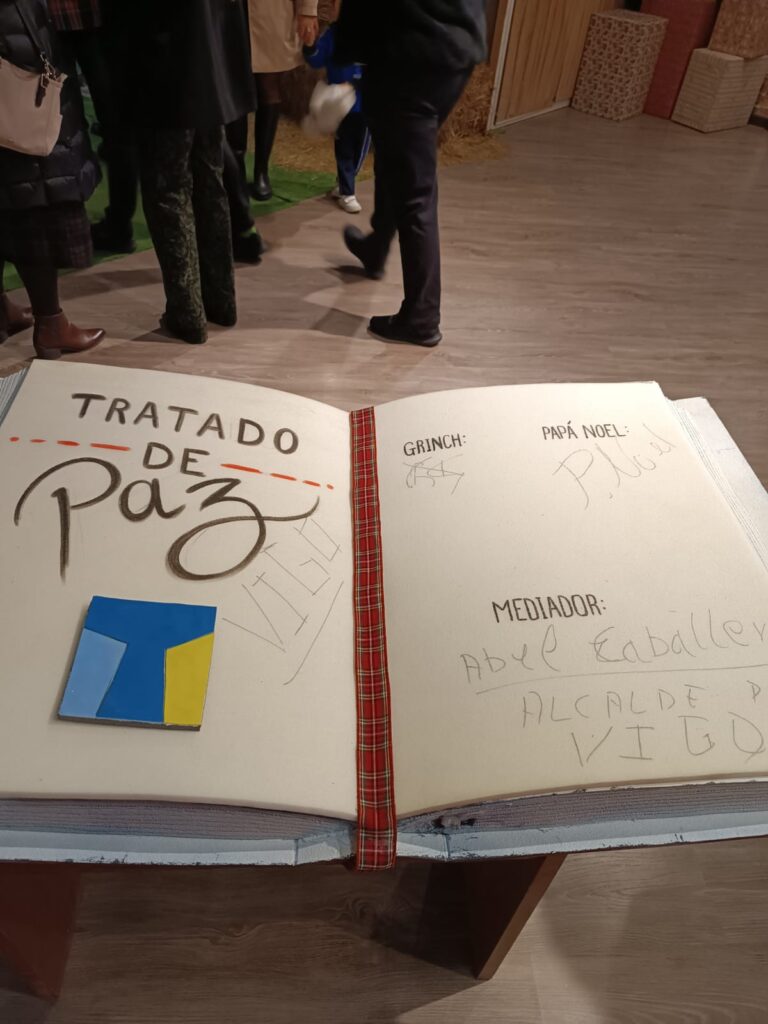 TRATADO
DE
Paz
VIGO
GRINCH:
PAPÁ NOEL:
P. Noel
MEDIADOR:
Abel Caballer
ALCALDE D
VIGO